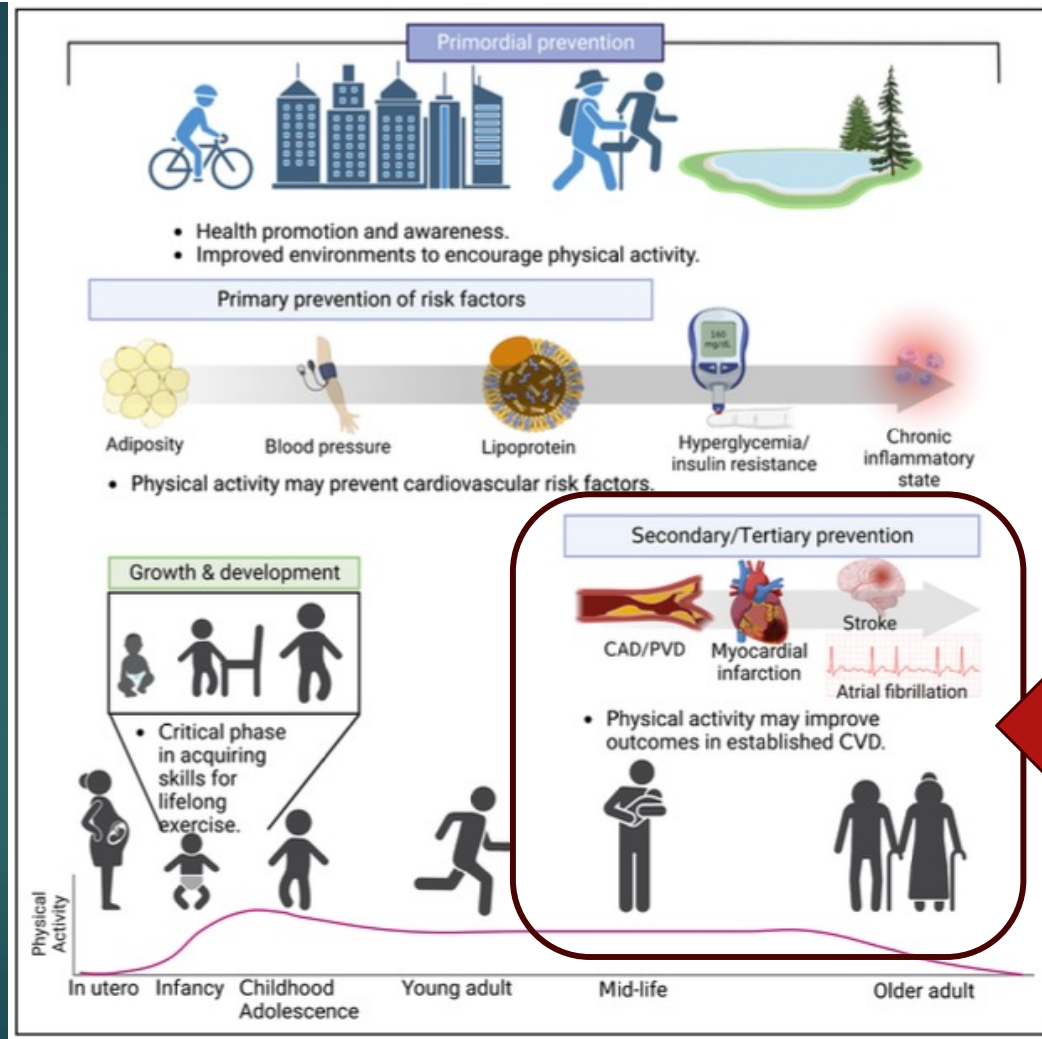 Primordial prevention
• Health promotion and awareness.
• Improved environments to encourage physical activity.
Primary prevention of risk factors
160
mg/dL
Adiposity
Blood pressure
Lipoprotein
Hyperglycemia/
insulin resistance
Chronic
inflammatory
state
• Physical activity may prevent cardiovascular risk factors.
Secondary/Tertiary prevention
CAD/PVD
Myocardial
infarction
Stroke
Atrial fibrillation
• Physical activity may improve
outcomes in established CVD.
Growth & development
• Critical phase
in acquiring
skills for
lifelong
exercise.
Physical
Activity
In utero
Infancy
Childhood
Adolescence
Young adult
Mid-life
Older adult